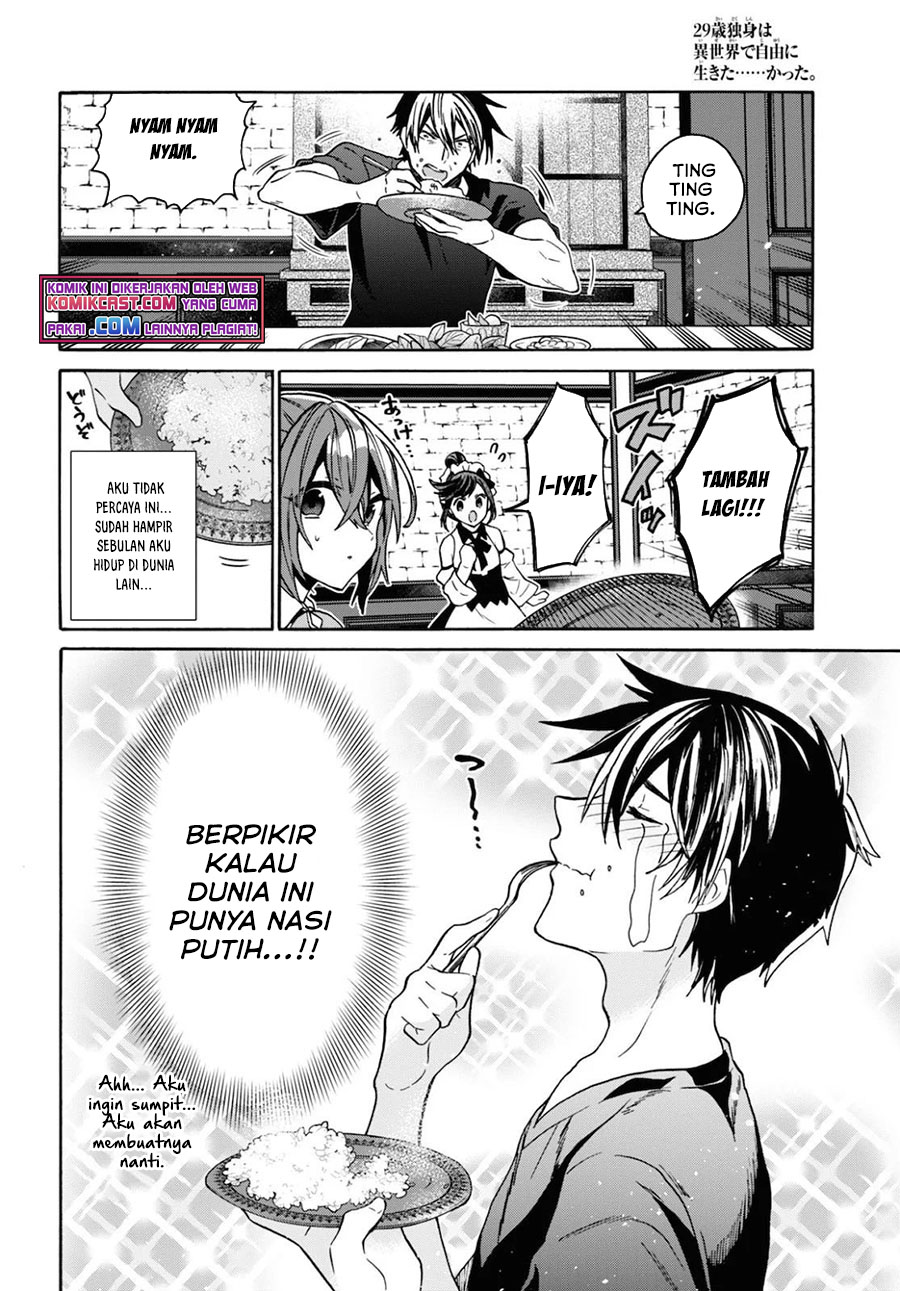 29歳独身は
異世界で自由に
生きた……かった。
TING
TING
TING.
NYAM NYAM
NYAM.
KOMIK INI DIKERJAKAN OLEH WEB
KOMIKCAST.COM YANG CUMA
PAKAI .COM LAINNYA PLAGIAT!
TAMBAH
LAGI!!!
ズズイ
I-IYA!
あっけ
どうぞ
AKU TIDAK
PERCAYA INI...
SUDAH HAMPIR
SEBULAN AKU
HIDUP DI DUNIA
LAIN...
っ〜
BERPIKIR
KALAU
DUNIA INI
PUNYA NASI
PUTIH...!!
Ahh... Aku
ingin sumpit...
Aku akan
membuatnya
nanti.